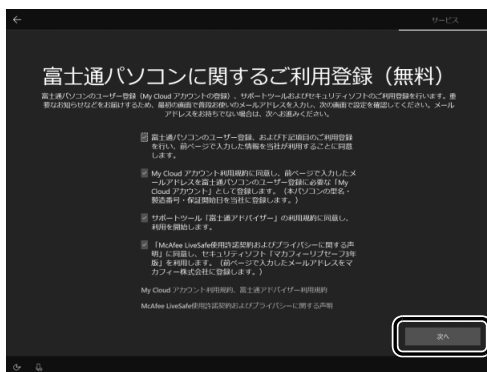 サービス
富士通パソコンに関するご利用登録（無料）
富士通パソコンのユーザー登録（My Cloud アカウントの登録）、サポートツールおよびセキュリティソフトのご利用登録を行います。重
要なお知らせなどをお届けするため、最初の画面で普段お使いのメールアドレスを入力し、次の画面で設定を確認してください。メール
アドレスをお持ちでない場合は、次へお進みください。
富士通パソコンのユーザー登録、および下記項目のご利用登録
を行い、前ページで入力した情報を当社が利用することに同意
します。
My Cloud アカウント利用規約に同意し、前ページで入力したメ
ールアドレスを富士通パソコンのユーザー登録に必要な「My
Cloud アカウント」として登録します。（本パソコンの型名・
製造番号・保証開始日を当社に登録します。）
サポートツール「富士通アドバイザー」の利用規約に同意し、
利用を開始します。
「McAfee LiveSafe使用許諾契約およびプライバシーに関する声
明」に同意し、セキュリティソフト「マカフィーリブセーフ3年
版」を利用します。（前ページで入力したメールアドレスをマ
カフィー株式会社に登録します。）
My Cloud アカウント利用規約、富士通アドバイザー利用規約
McAfee LiveSafe使用許諾契約およびプライバシーに関する声明
次へ